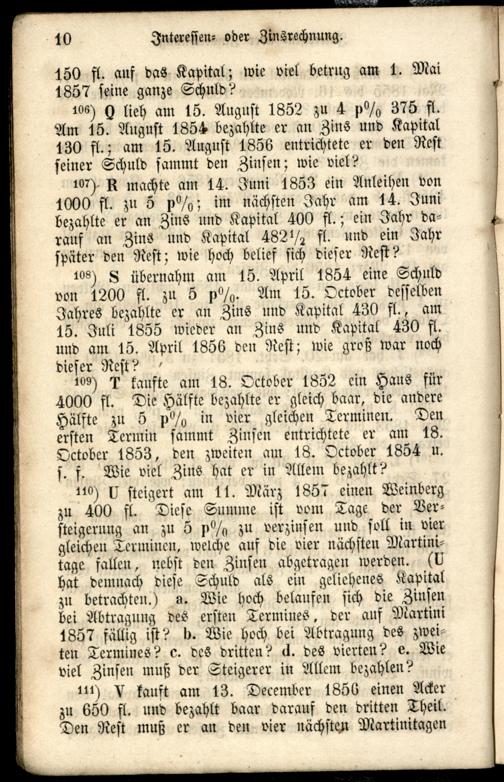 10 Interessen- oder Zinsrechnung.
150 fl. auf das Kapital; wie viel betrug am 1. Mai
1857 seine ganze Schuld?
106) Q lieh am 15. August 1852 zu 4 p% 375 fl.
Am 15. August 1854 bezahlte er an Zins und Kapital
130 fl.; am 15. August 1856 entrichtete er den Rest
seiner Schuld sammt den Zinsen; wie viel?
107) R machte am 14. Juni 1853 ein Anleihen von
1000 fl. zu 5 p%; im nächsten Jahr am 14. Juni
bezahlte er an Zins und Kapital 400 fl.; ein Jahr da-
rauf an Zins und Kapital 482½ fl. und ein Jahr
später den Rest; wie hoch belief sich dieser Rest?
108) S übernahm am 15. April 1854 eine Schuld
von 1200 fl. zu 5 p%. Am 15. October desselben
Jahres bezahlte er an Zins und Kapital 430 fl., am
15. Juli 1855 wieder an Zins und Kapital 430 fl.
und am 15. April 1856 den Rest; wie groß war noch
dieser Rest?
109) T kaufte am 18. October 1852 ein Haus für
4000 fl. Die Hälfte bezahlte er gleich baar, die andere
Hälfte zu 5 p% in vier gleichen Terminen. Den
ersten Termin sammt Zinsen entrichtete er am 18.
October 1853, den zweiten am 18. October 1854 u.
s. f. Wie viel Zins hat er in Allem bezahlt?
110) U steigert am 11. März 1857 einen Weinberg
zu 400 fl. Diese Summe ist vom Tage der Ver-
steigerung an zu 5 p% zu verzinsen und soll in vier
gleichen Terminen, welche auf die vier nächsten Martini-
tage fallen, nebst den Zinsen abgetragen werden. (U
hat demnach diese Schuld als ein geliehenes Kapital
zu betrachten.) a. Wie hoch belaufen sich die Zinsen
bei Abtragung des ersten Termines, der auf Martini
1857 fällig ist? b. Wie hoch bei Abtragung des zwei-
ten Termines? c. des dritten? d. des vierten? e. Wie
viel Zinsen muß der Steigerer in Allem bezahlen?
111) V kauft am 13. December 1856 einen Acker
zu 650 fl. und bezahlt baar darauf den dritten Theil.
Den Rest muß er an den vier nächsten Martinitagen